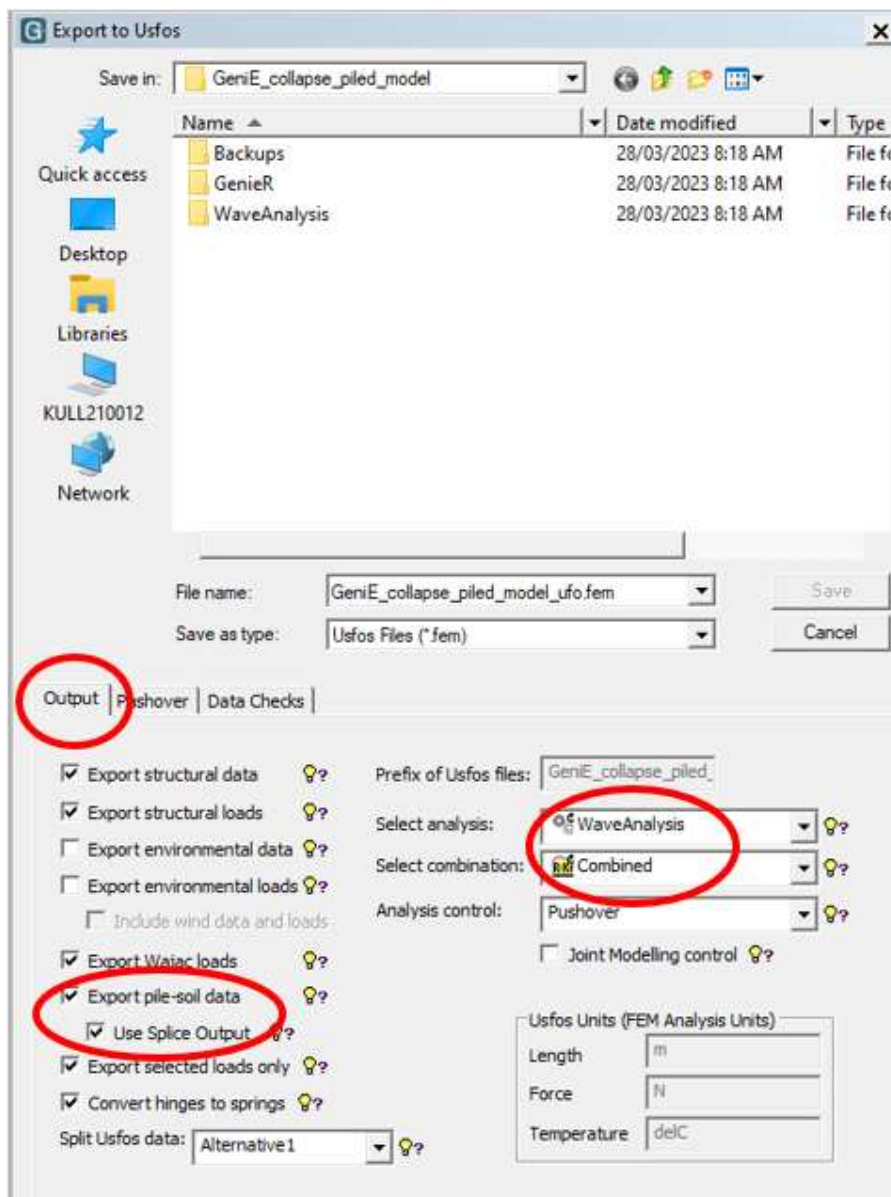 Export to Usfos
Save in: GeniE_collapse_piled_model
Name Date modified Type
Quick access
Desktop
Libraries
KULL210012
Network
Backups 28/03/2023 8:18 AM File fo
GenieR 28/03/2023 8:18 AM File fo
WaveAnalysis 28/03/2023 8:18 AM File fo
File name: GeniE_collapse_piled_model_ufo.fem Save
Save as type: Usfos Files (*.fem) Cancel
Output Pushover Data Checks
Export structural data Prefix of Usfos files: GeniE_collapse_piled_
Export structural loads Select analysis: WaveAnalysis
Export environmental data
Export environmental loads Select combination: Combined
Include wind data and loads Analysis control: Pushover
Export Wajac loads Joint Modelling control
Export pile-soil data
Use Splice Output Usfos Units (FEM Analysis Units)
Export selected loads only Length m
Convert hinges to springs Force N
Split Usfos data: Alternative1 Temperature delC